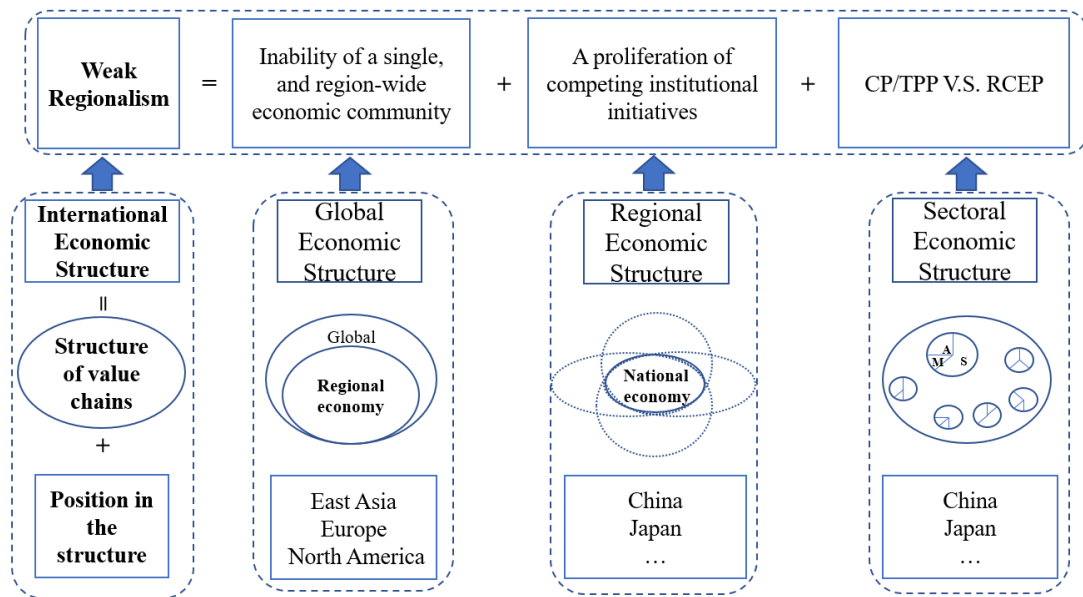 Weak
Regionalism
=
Inability of a single,
and region-wide
economic community
+
A proliferation of
competing institutional
initiatives
+
CP/TPP V.S. RCEP
International
Economic
Structure
=
Structure
of value
chains
+
Position in
the
structure
Global
Economic
Structure
Global
Regional
economy
East Asia
Europe
North America
Regional
Economic
Structure
National
economy
China
Japan
…
Sectoral
Economic
Structure
A
M S
China
Japan
…